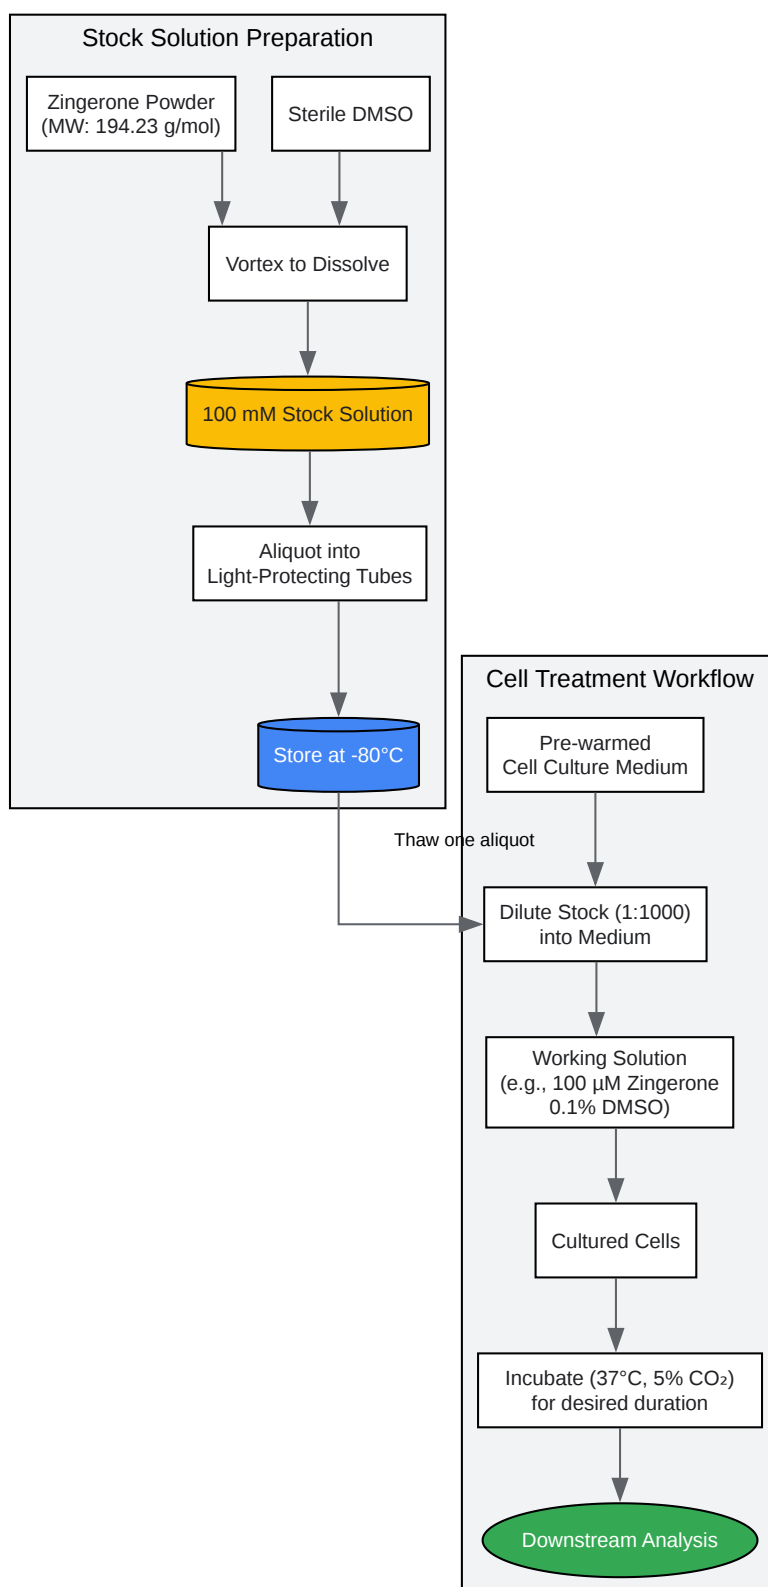 Stock Solution Preparation
Zingerone Powder
(MW: 194.23 g/mol)
Sterile DMSO
Vortex to Dissolve
100 mM Stock Solution
Aliquot into
Light-Protecting Tubes
Store at -80°C
Thaw one aliquot
Cell Treatment Workflow
Pre-warmed
Cell Culture Medium
Dilute Stock (1:1000)
into Medium
Working Solution
(e.g., 100 µM Zingerone
0.1% DMSO)
Cultured Cells
Incubate (37°C, 5% CO₂)
for desired duration
Downstream Analysis